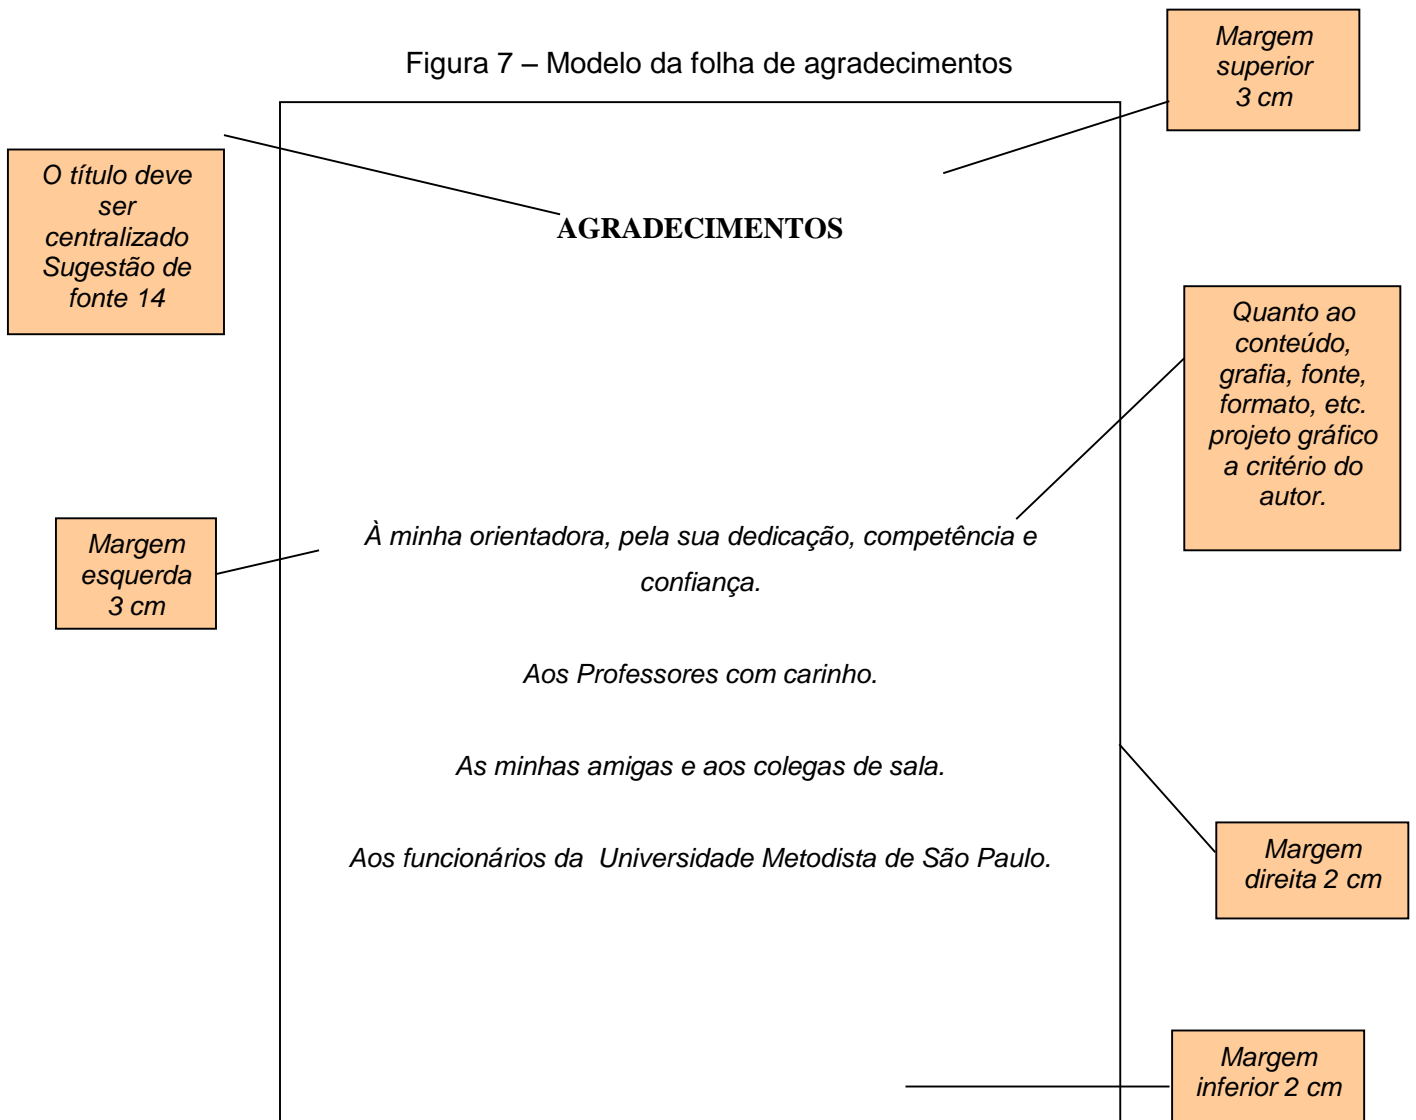 Figura 7 – Modelo da folha de agradecimentos
Margem
superior
3 cm
O título deve
ser
centralizado
Sugestão de
fonte 14
AGRADECIMENTOS
Quanto ao
conteúdo,
grafia, fonte,
formato, etc.
projeto gráfico
a critério do
autor.
Margem
esquerda
3 cm
À minha orientadora, pela sua dedicação, competência e
confiança.
Aos Professores com carinho.
As minhas amigas e aos colegas de sala.
Aos funcionários da  Universidade Metodista de São Paulo.
Margem
direita 2 cm
Margem
inferior 2 cm